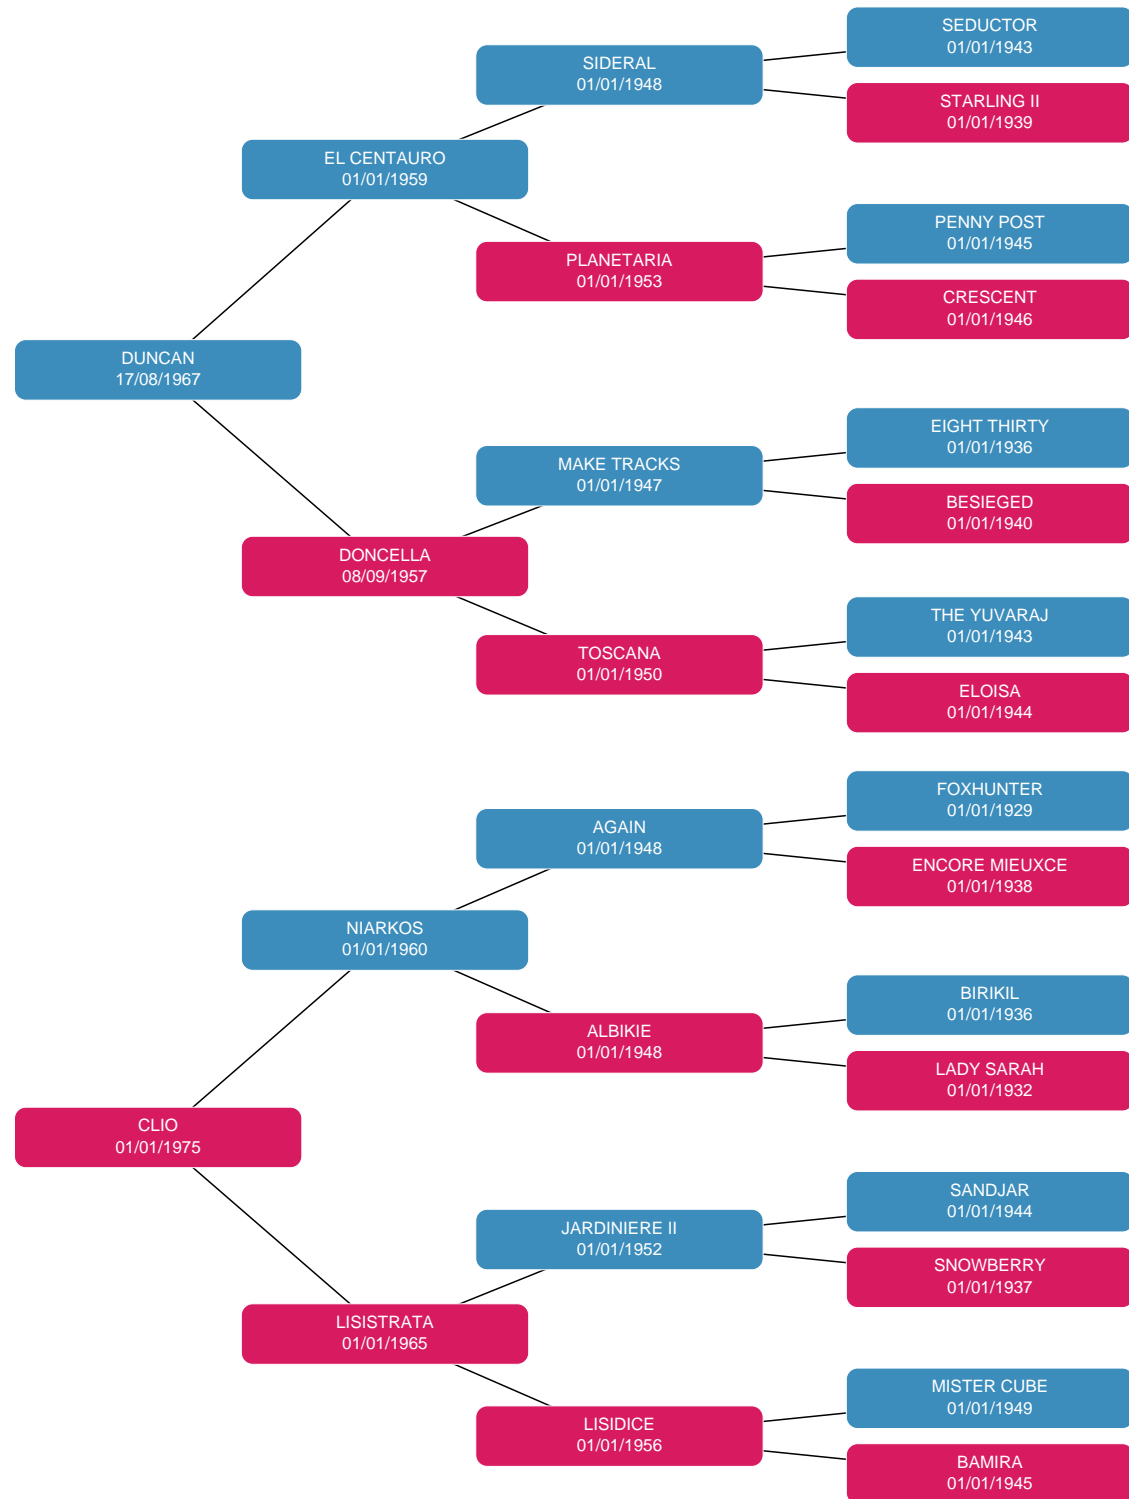 SEDUCTOR
01/01/1943
SIDERAL
01/01/1948
STARLING II
01/01/1939
EL CENTAURO
01/01/1959
PENNY POST
01/01/1945
PLANETARIA
01/01/1953
CRESCENT
01/01/1946
DUNCAN
17/08/1967
EIGHT THIRTY
01/01/1936
MAKE TRACKS
01/01/1947
BESIEGED
01/01/1940
DONCELLA
08/09/1957
THE YUVARAJ
01/01/1943
TOSCANA
01/01/1950
ELOISA
01/01/1944
FOXHUNTER
01/01/1929
AGAIN
01/01/1948
ENCORE MIEUXCE
01/01/1938
NIARKOS
01/01/1960
BIRIKIL
01/01/1936
ALBIKIE
01/01/1948
LADY SARAH
01/01/1932
CLIO
01/01/1975
SANDJAR
01/01/1944
JARDINIERE II
01/01/1952
SNOWBERRY
01/01/1937
LISISTRATA
01/01/1965
MISTER CUBE
01/01/1949
LISIDICE
01/01/1956
BAMIRA
01/01/1945